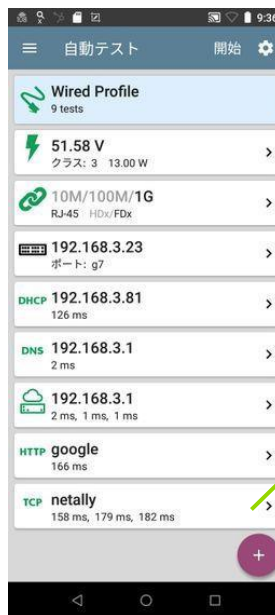 9:36
自動テスト 開始
Wired Profile
9 tests
51.58 V
クラス: 3 13.00 W
10M/100M/1G
RJ-45 HDx/FDx
192.168.3.23
ポート: g7
DHCP 192.168.3.81
126 ms
DNS 192.168.3.1
2 ms
192.168.3.1
2 ms, 1 ms, 1 ms
HTTP google
166 ms
TCP netally
158 ms, 179 ms, 182 ms